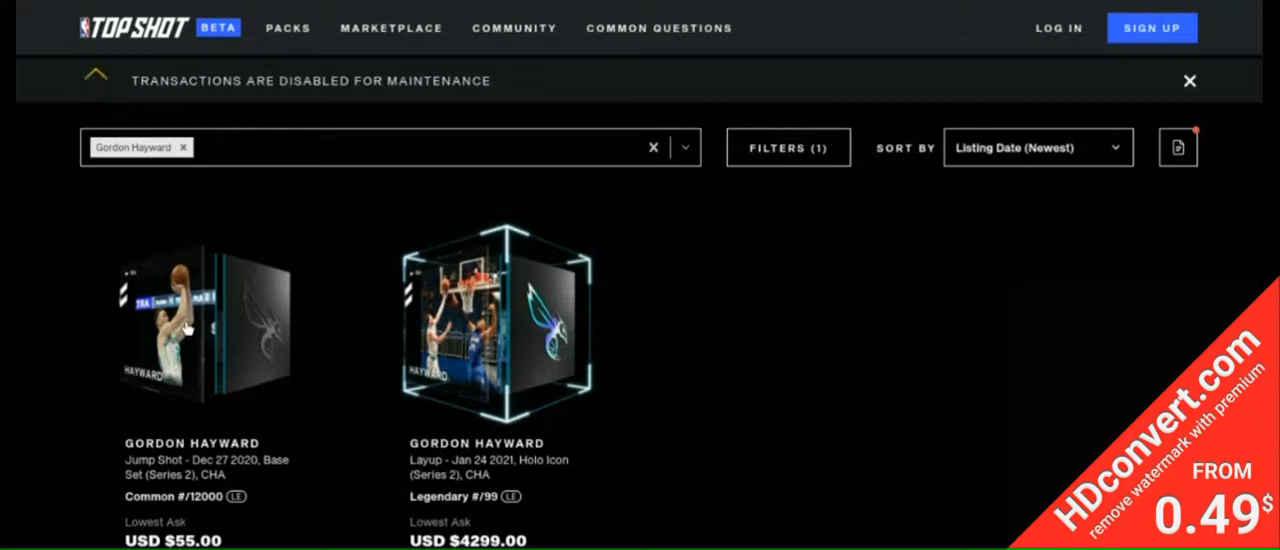 TOP SHOT BETA PACKS MARKETPLACE COMMUNITY COMMON QUESTIONS LOG IN SIGN UP
TRANSACTIONS ARE DISABLED FOR MAINTENANCE
Gordon Hayward
FILTERS (1)
SORT BY
Listing Date (Newest)
HAYWARD
HAYWARD
GORDON HAYWARD
Jump Shot - Dec 27 2020, Base
Set (Series 2), CHA
Common #/12000 LE
Lowest Ask
USD $55.00
GORDON HAYWARD
Layup - Jan 24 2021, Holo Icon
(Series 2), CHA
Legendary #/99 LE
Lowest Ask
USD $4299.00
HDconvert.com
remove watermark with premium
FROM
0.49$